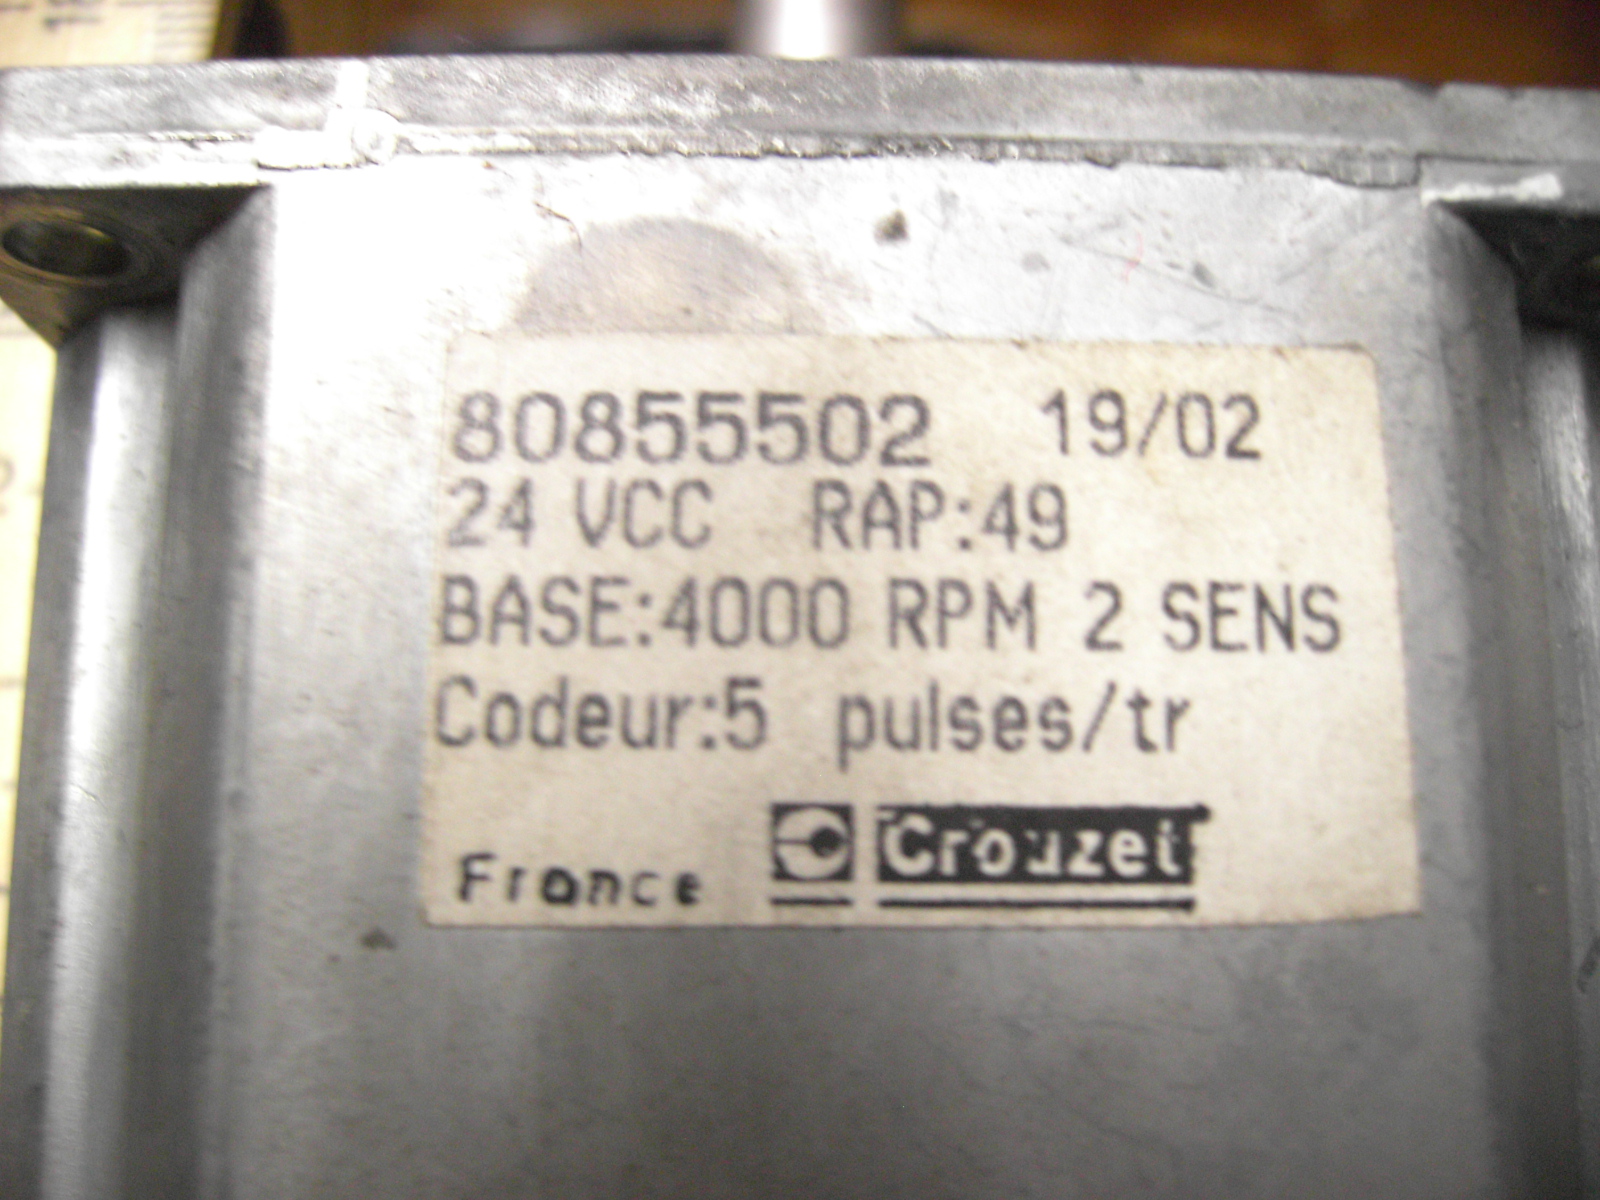 80855502 19/02
24 VCC RAP:49
BASE:4000 RPM 2 SENS
Codeur:5 pulses/tr
France Crouzet